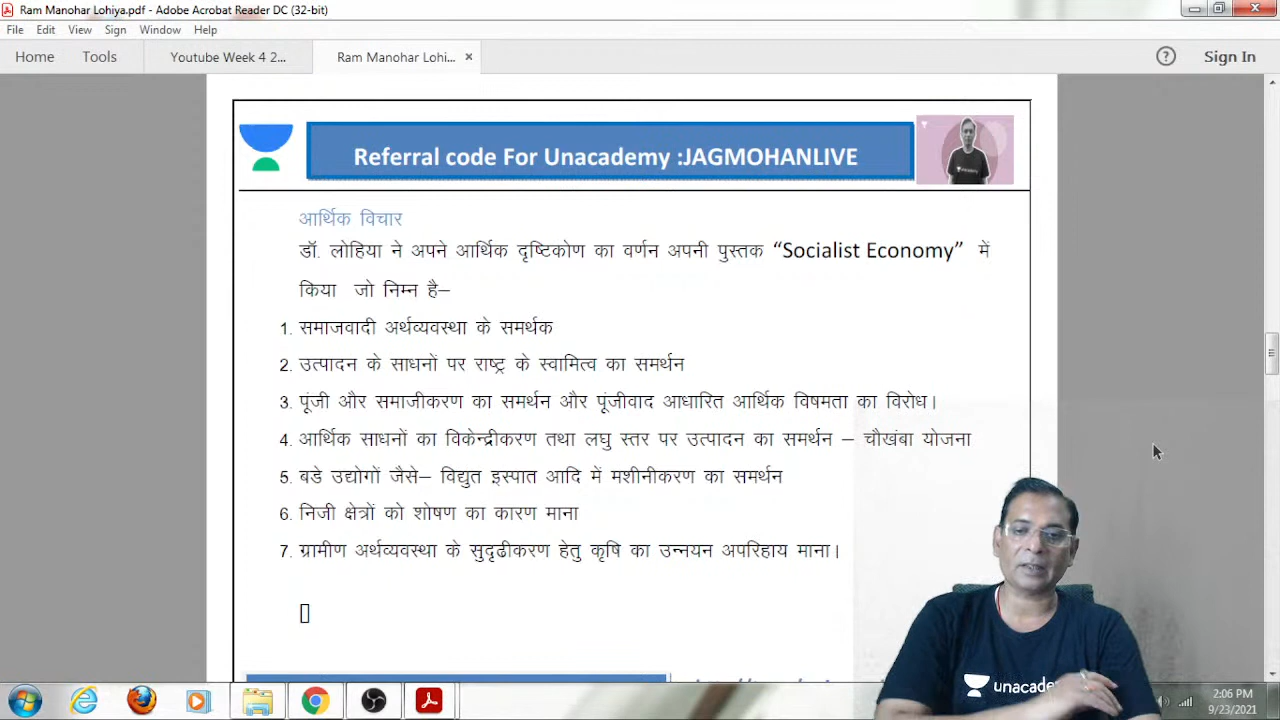 Ram Manohar Lohiya.pdf - Adobe Acrobat Reader DC (32-bit)
File Edit View Sign Window Help
Home Tools Youtube Week 4 2... Ram Manohar Lohi... × ? Sign In
Referral code For Unacademy :JAGMOHANLIVE
आर्थिक विचार
डॉ. लोहिया ने अपने आर्थिक दृष्टिकोण का वर्णन अपनी पुस्तक “Socialist Economy” में
किया जो निम्न है–
1. समाजवादी अर्थव्यवस्था के समर्थक
2. उत्पादन के साधनों पर राष्ट्र के स्वामित्व का समर्थन
3. पूंजी और समाजीकरण का समर्थन और पूंजीवाद आधारित आर्थिक विषमता का विरोध।
4. आर्थिक साधनों का विकेन्द्रीकरण तथा लघु स्तर पर उत्पादन का समर्थन – चौखंबा योजना
5. बडे उद्योगों जैसे– विद्युत इस्पात आदि में मशीनीकरण का समर्थन
6. निजी क्षेत्रों को शोषण का कारण माना
7. ग्रामीण अर्थव्यवस्था के सुदृढीकरण हेतु कृषि का उन्नयन अपरिहाय माना।
unacademy
2:06 PM
9/23/2021